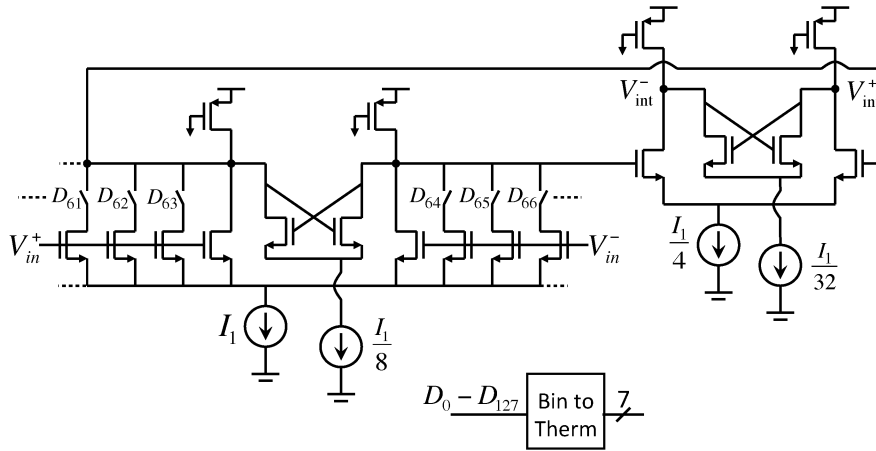 V_int^- V_in^+
D_61 D_62 D_63 D_64 D_65 D_66
V_in^+ V_in^-
I_1/4 I_1/32
I_1 I_1/8
D_0 – D_127 Bin to Therm 7